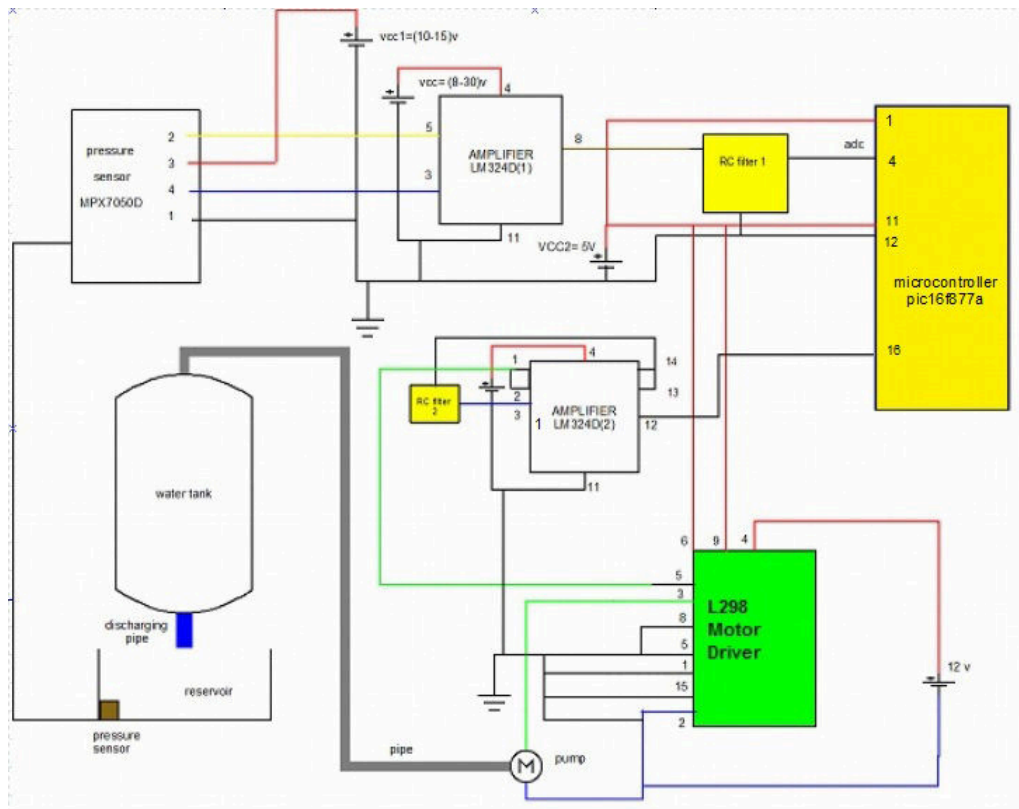 vcc1=(10-15)v
vcc= (8-30)v
4
pressure
sensor
MPX7050D
2
3
4
1
5
3
AMPLIFIER
LM324D(1)
8
11
RC filter 1
adc
1
4
11
12
16
microcontroller
pic16f877a
VCC2= 5V
1
4
14
13
12
2
3
1
AMPLIFIER
LM324D(2)
11
RC filter
2
water tank
discharging
pipe
reservoir
pressure
sensor
pipe
M
pump
6
9
4
5
3
8
5
1
15
2
L298
Motor
Driver
12 v